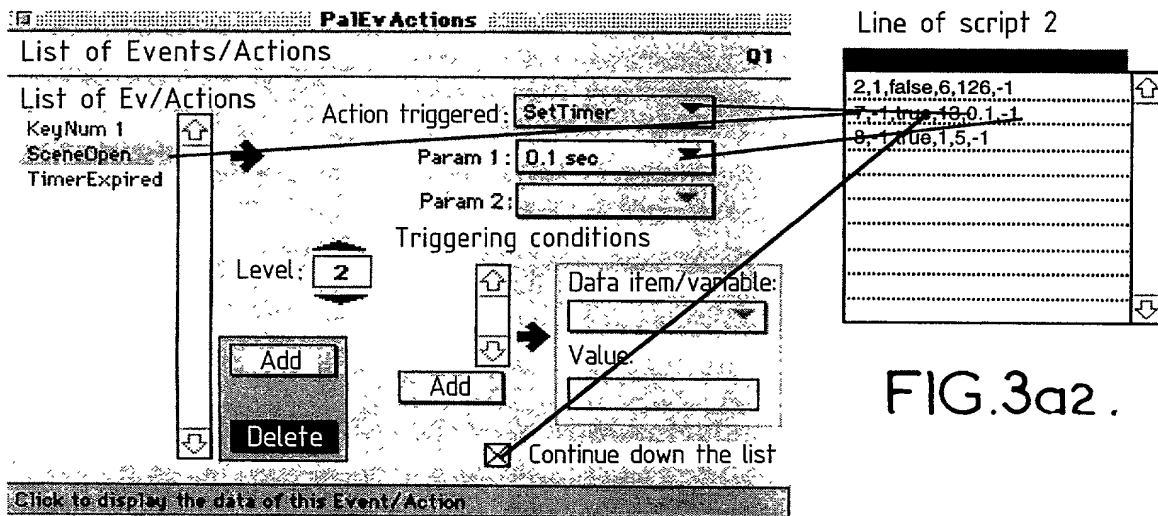 PalEvActions
List of Events/Actions
Q1
List of Ev/Actions
KeyNum 1
SceneOpen
TimerExpired
Action triggered: SetTimer
Param 1: 0.1 sec
Param 2:
Triggering conditions
Level: 2
Data item/variable:
Value:
Add
Delete
Add
Continue down the list
Click to display the data of this Event/Action
Line of script 2
2,1,false,6,126,-1
7,-1,true,13,0.1,-1
8,-1,true,1,5,-1
FIG.3a2.